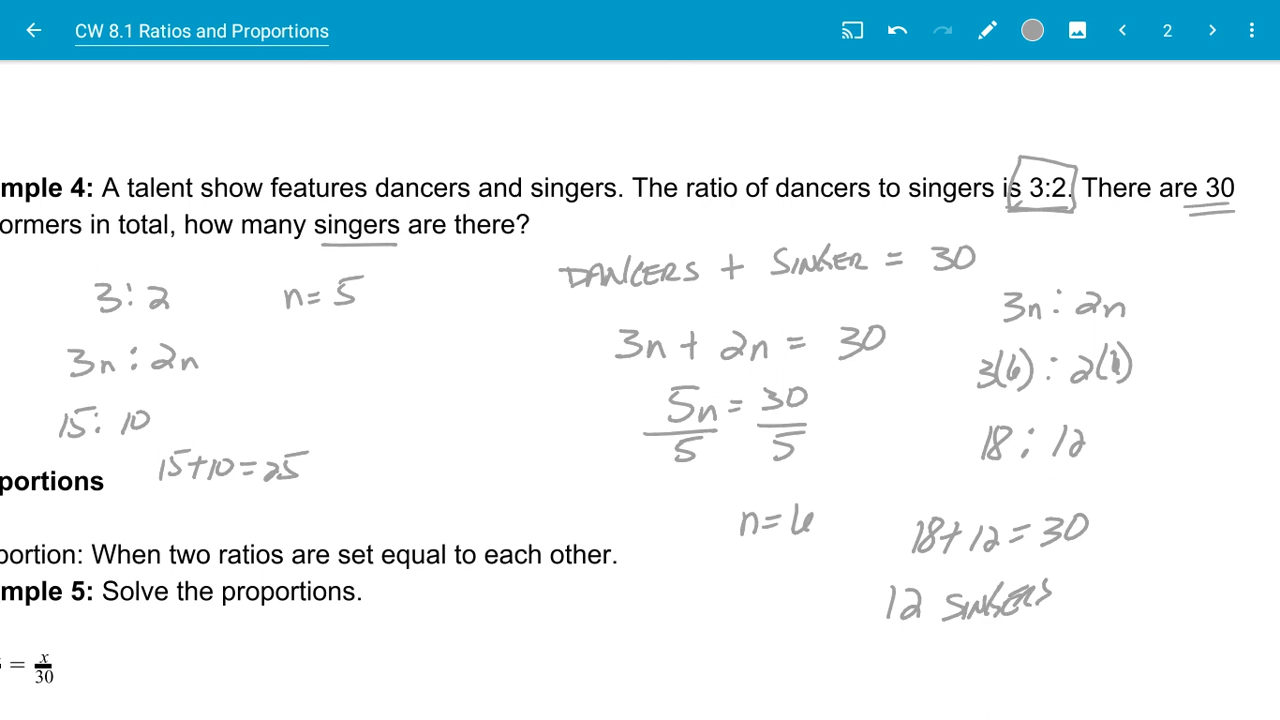 CW 8.1 Ratios and Proportions
2
mple 4: A talent show features dancers and singers. The ratio of dancers to singers is 3:2. There are 30
ormers in total, how many singers are there?
3:2
n=5
3n:2n
15:10
15+10=25
DANCERS + SINGER = 30
3n + 2n = 30
5n = 30
5 5
n=6
3n:2n
3(6):2(6)
18:12
18+12=30
12 SINGERS
portions
portion: When two ratios are set equal to each other.
mple 5: Solve the proportions.
= x/30